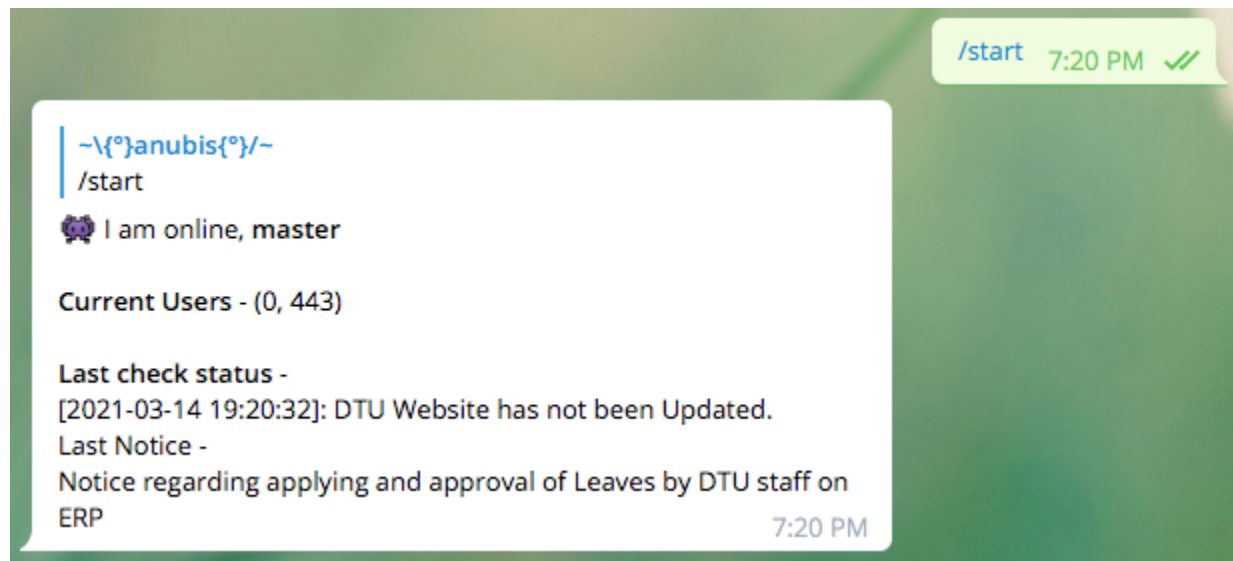 /start 7:20 PM
~\{°}anubis{°}/~
/start
👾 I am online, master
Current Users - (0, 443)
Last check status -
[2021-03-14 19:20:32]: DTU Website has not been Updated.
Last Notice -
Notice regarding applying and approval of Leaves by DTU staff on
ERP
7:20 PM